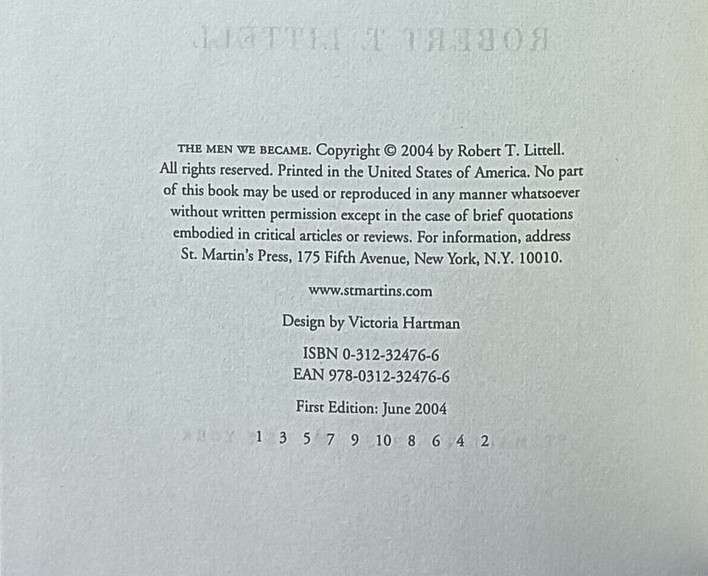 ROBERT T. LITTELL
THE MEN WE BECAME. Copyright © 2004 by Robert T. Littell.
All rights reserved. Printed in the United States of America. No part
of this book may be used or reproduced in any manner whatsoever
without written permission except in the case of brief quotations
embodied in critical articles or reviews. For information, address
St. Martin's Press, 175 Fifth Avenue, New York, N.Y. 10010.
www.stmartins.com
Design by Victoria Hartman
ISBN 0-312-32476-6
EAN 978-0312-32476-6
First Edition: June 2004
1 3 5 7 9 10 8 6 4 2